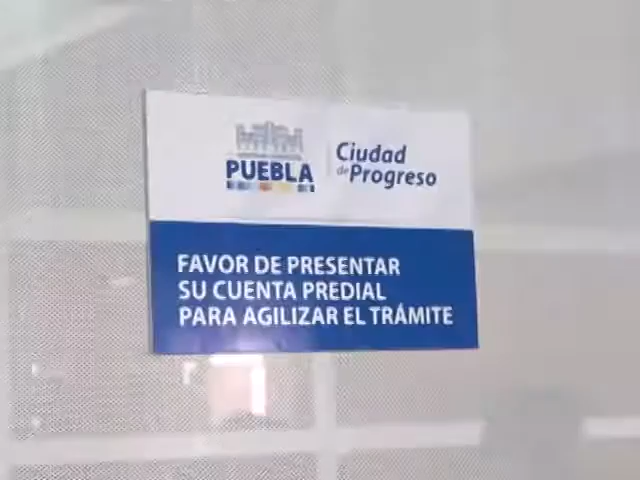 PUEBLA
Ciudad
de Progreso
FAVOR DE PRESENTAR
SU CUENTA PREDIAL
PARA AGILIZAR EL TRÁMITE